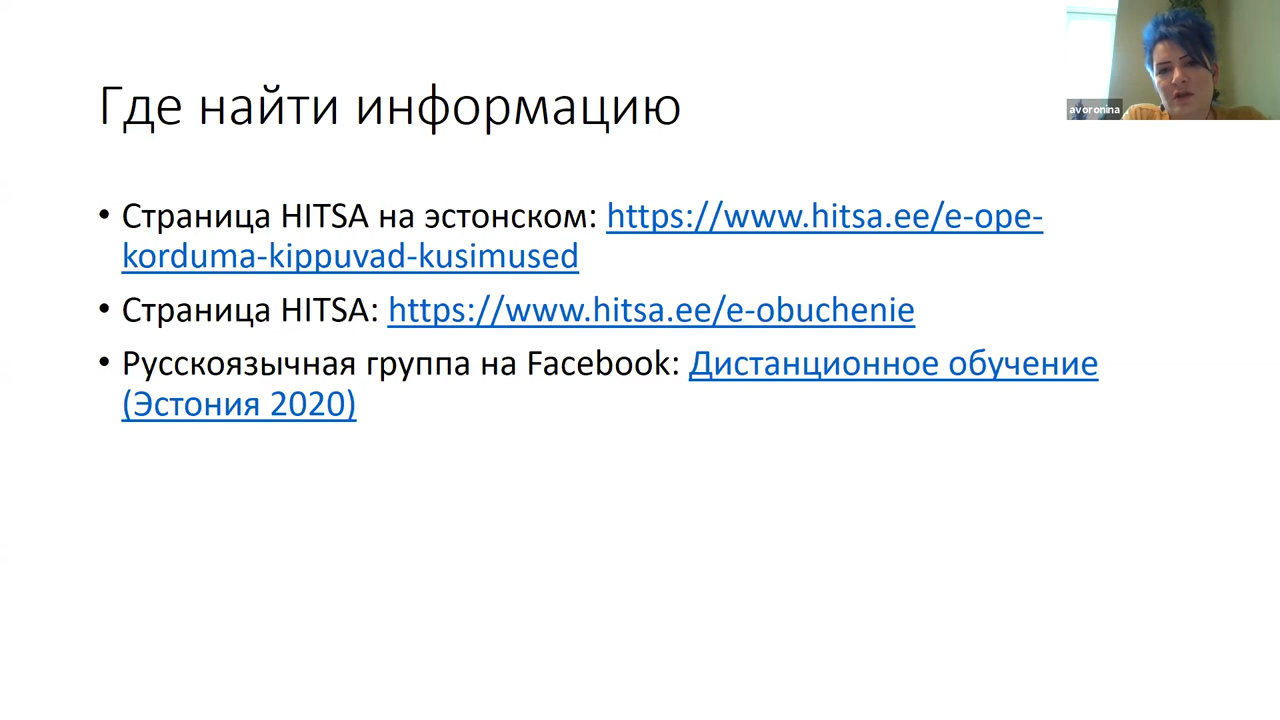 Где найти информацию
avoronina
• Страница HITSA на эстонском: https://www.hitsa.ee/e-ope-
korduma-kippuvad-kusimused
• Страница HITSA: https://www.hitsa.ee/e-obuchenie
• Русскоязычная группа на Facebook: Дистанционное обучение
(Эстония 2020)